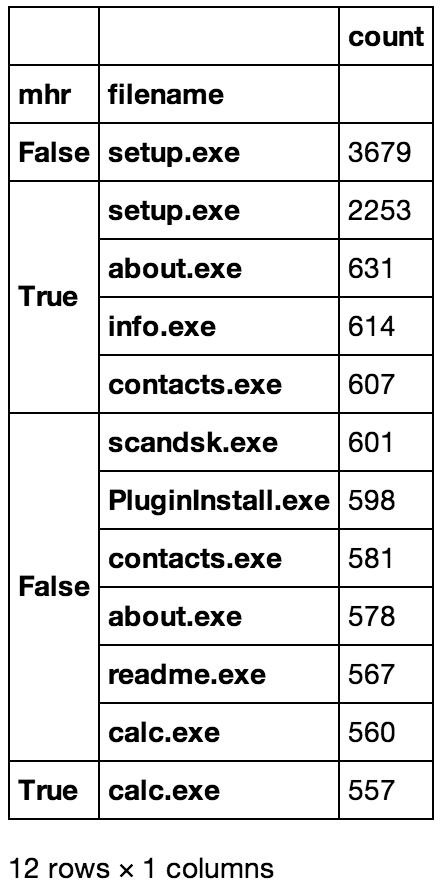 count
mhr filename
False setup.exe 3679
True setup.exe 2253
about.exe 631
info.exe 614
contacts.exe 607
False scandsk.exe 601
PluginInstall.exe 598
contacts.exe 581
about.exe 578
readme.exe 567
calc.exe 560
True calc.exe 557
12 rows × 1 columns